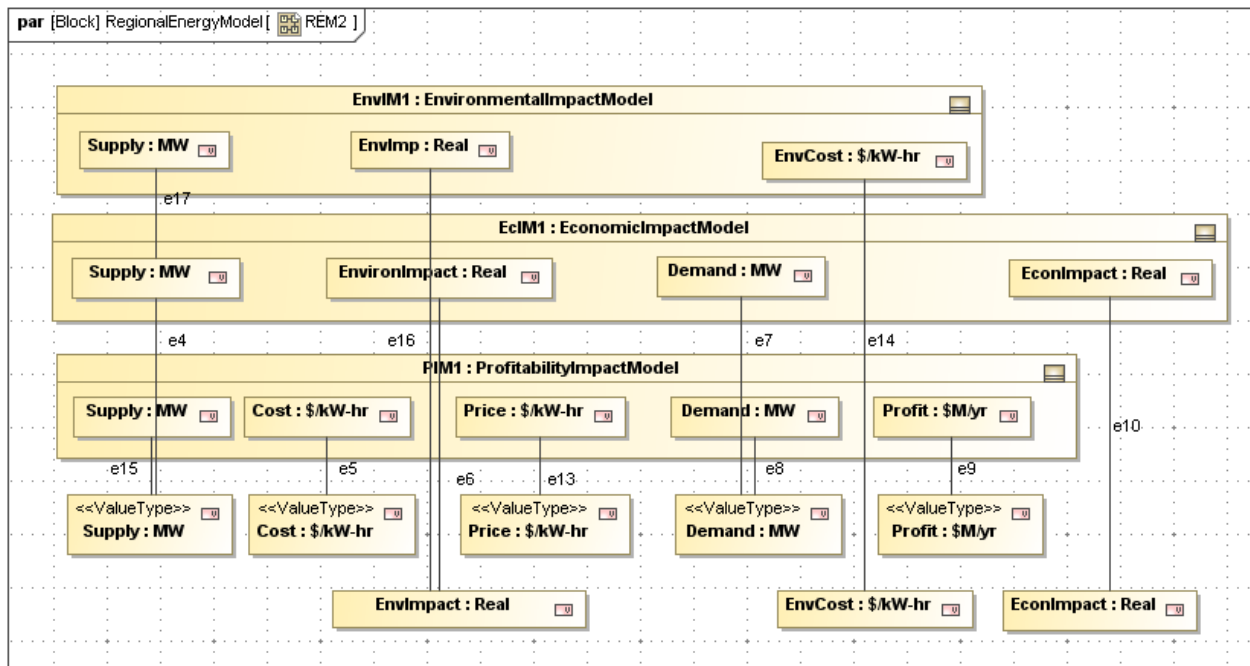 par [Block] RegionalEnergyModel [ REM2 ]
EnvIM1 : EnvironmentalImpactModel
Supply : MW
EnvImp : Real
EnvCost : $/kW-hr
e17
EcIM1 : EconomicImpactModel
Supply : MW
EnvironImpact : Real
Demand : MW
EconImpact : Real
e4
e16
e7
e14
PIM1 : ProfitabilityImpactModel
Supply : MW
Cost : $/kW-hr
Price : $/kW-hr
Demand : MW
Profit : $M/yr
e10
e15
e5
e6
e13
e8
e9
<<ValueType>>
Supply : MW
<<ValueType>>
Cost : $/kW-hr
<<ValueType>>
Price : $/kW-hr
<<ValueType>>
Demand : MW
<<ValueType>>
Profit : $M/yr
EnvImpact : Real
EnvCost : $/kW-hr
EconImpact : Real